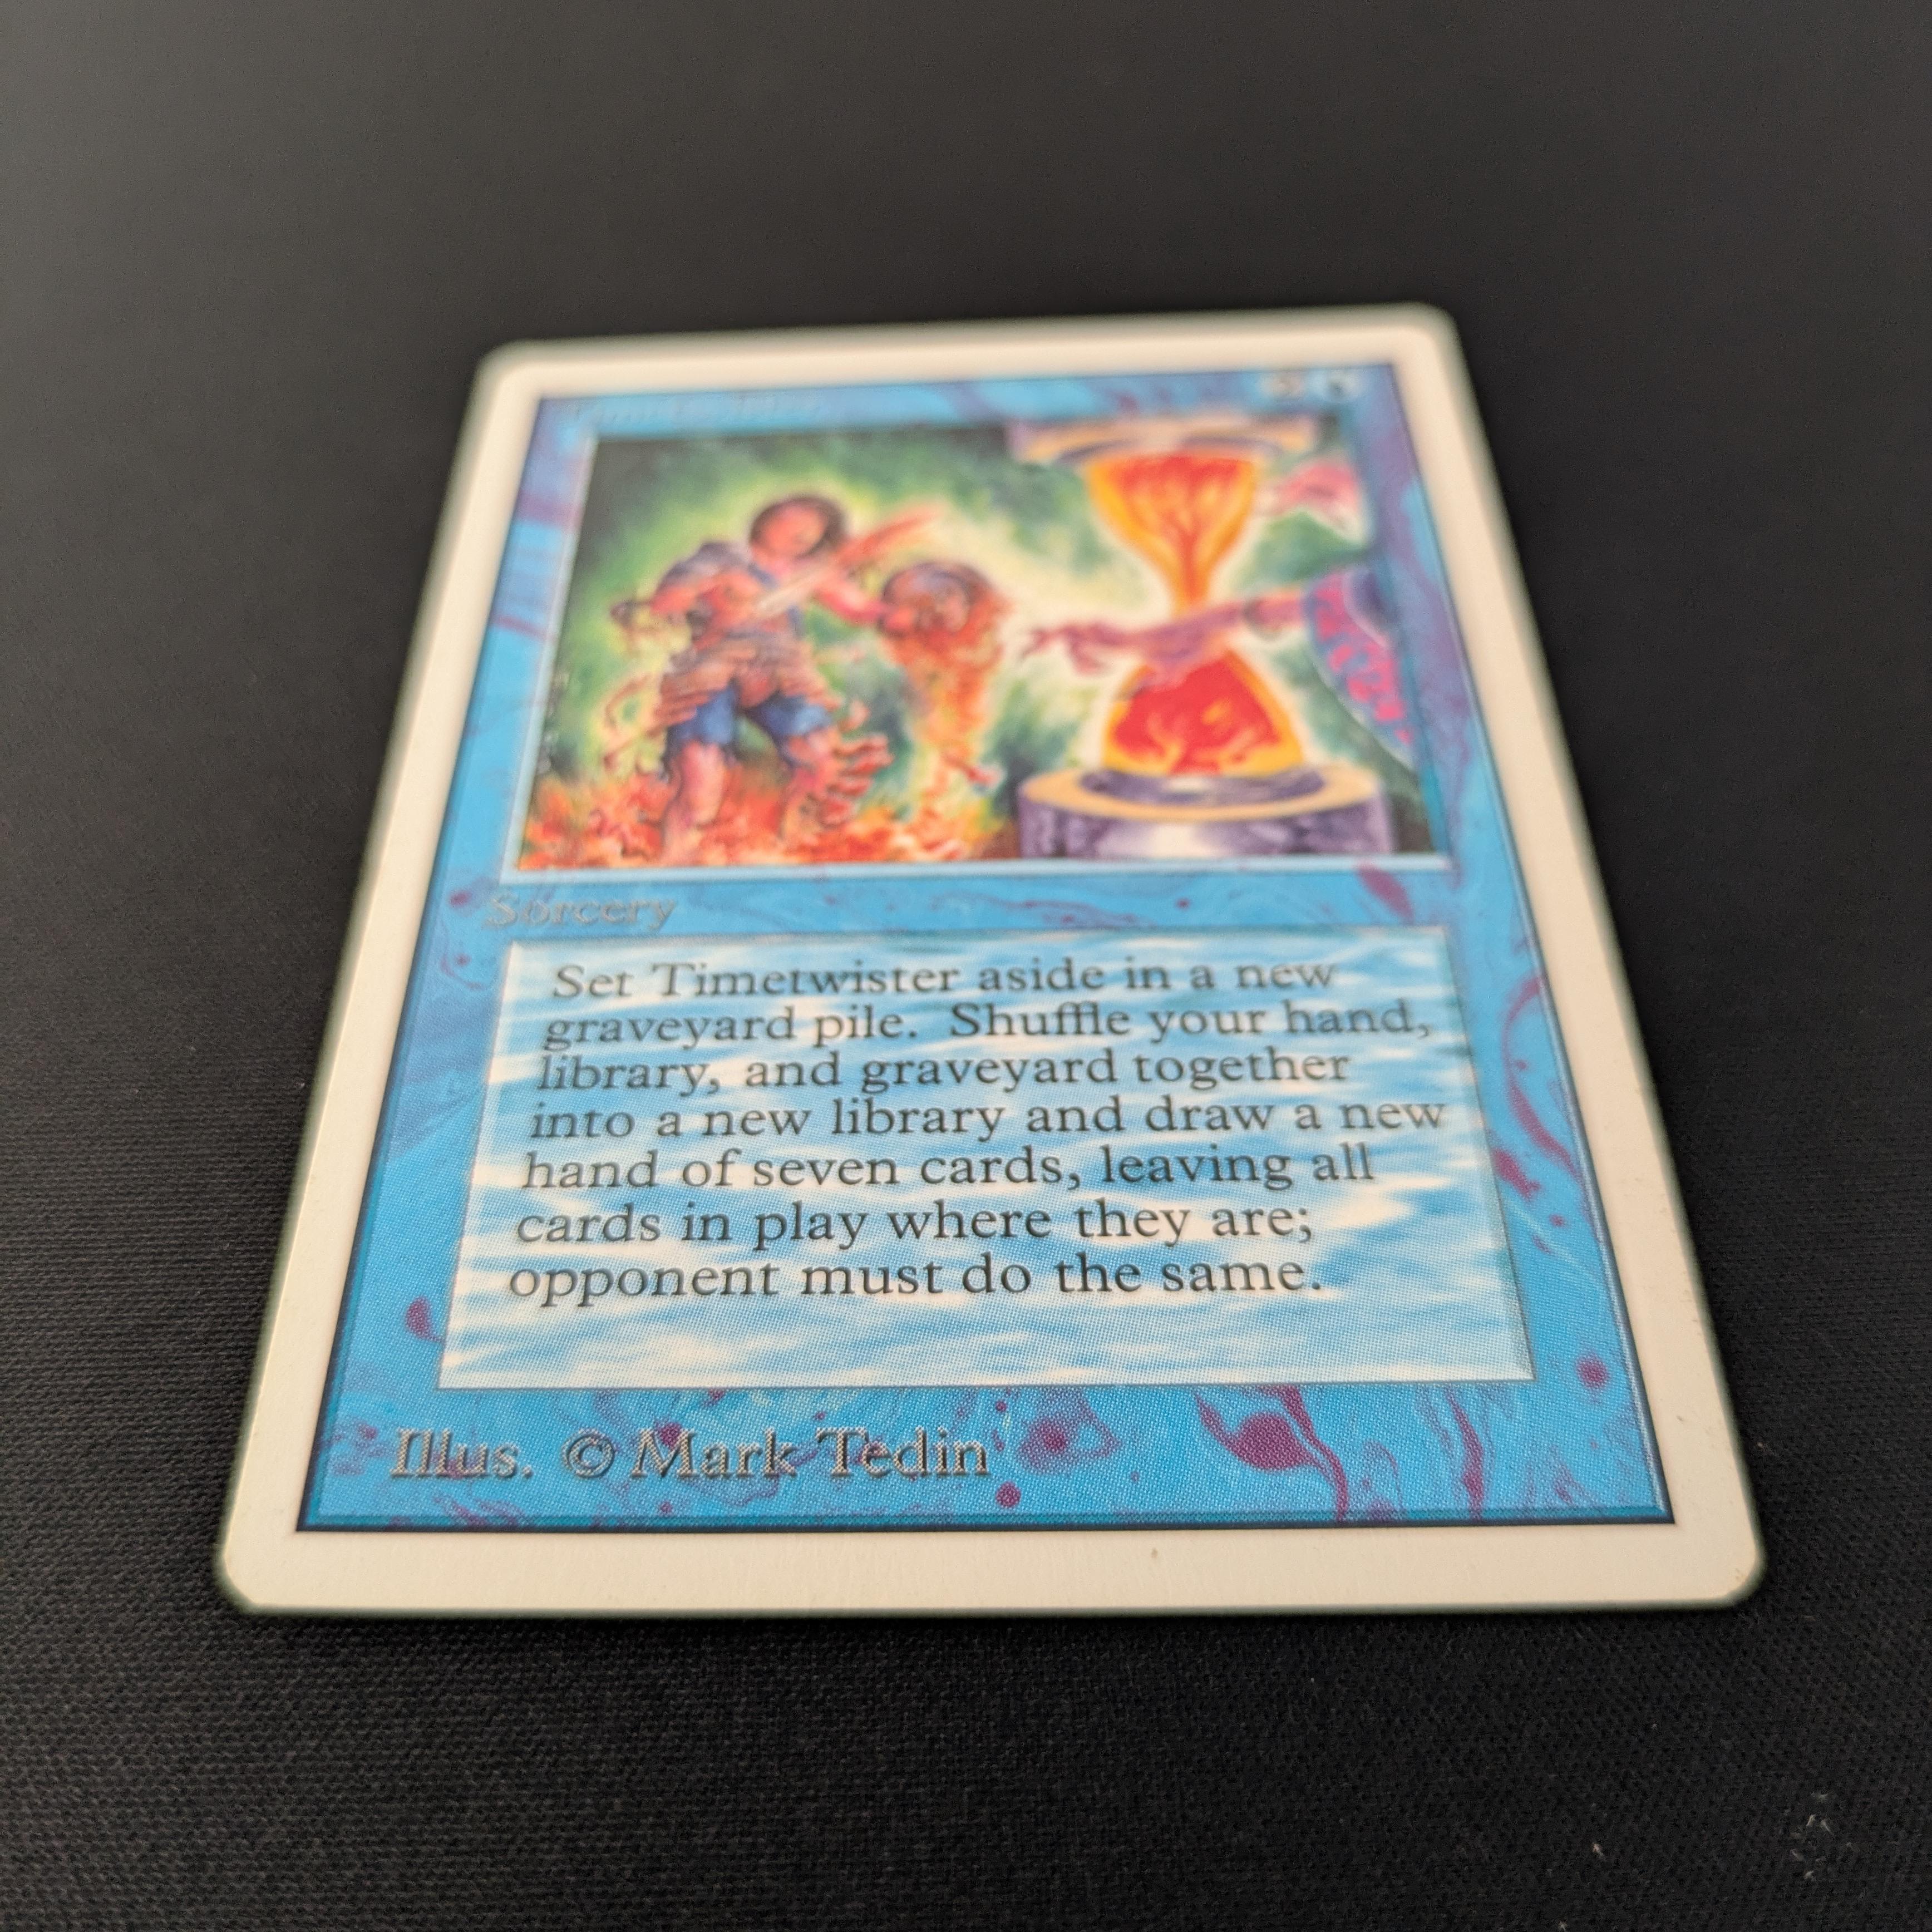 Sorcery
Set Timetwister aside in a new
graveyard pile. Shuffle your hand,
library, and graveyard together
into a new library and draw a new
hand of seven cards, leaving all
cards in play where they are;
opponent must do the same.
Illus. © Mark Tedin